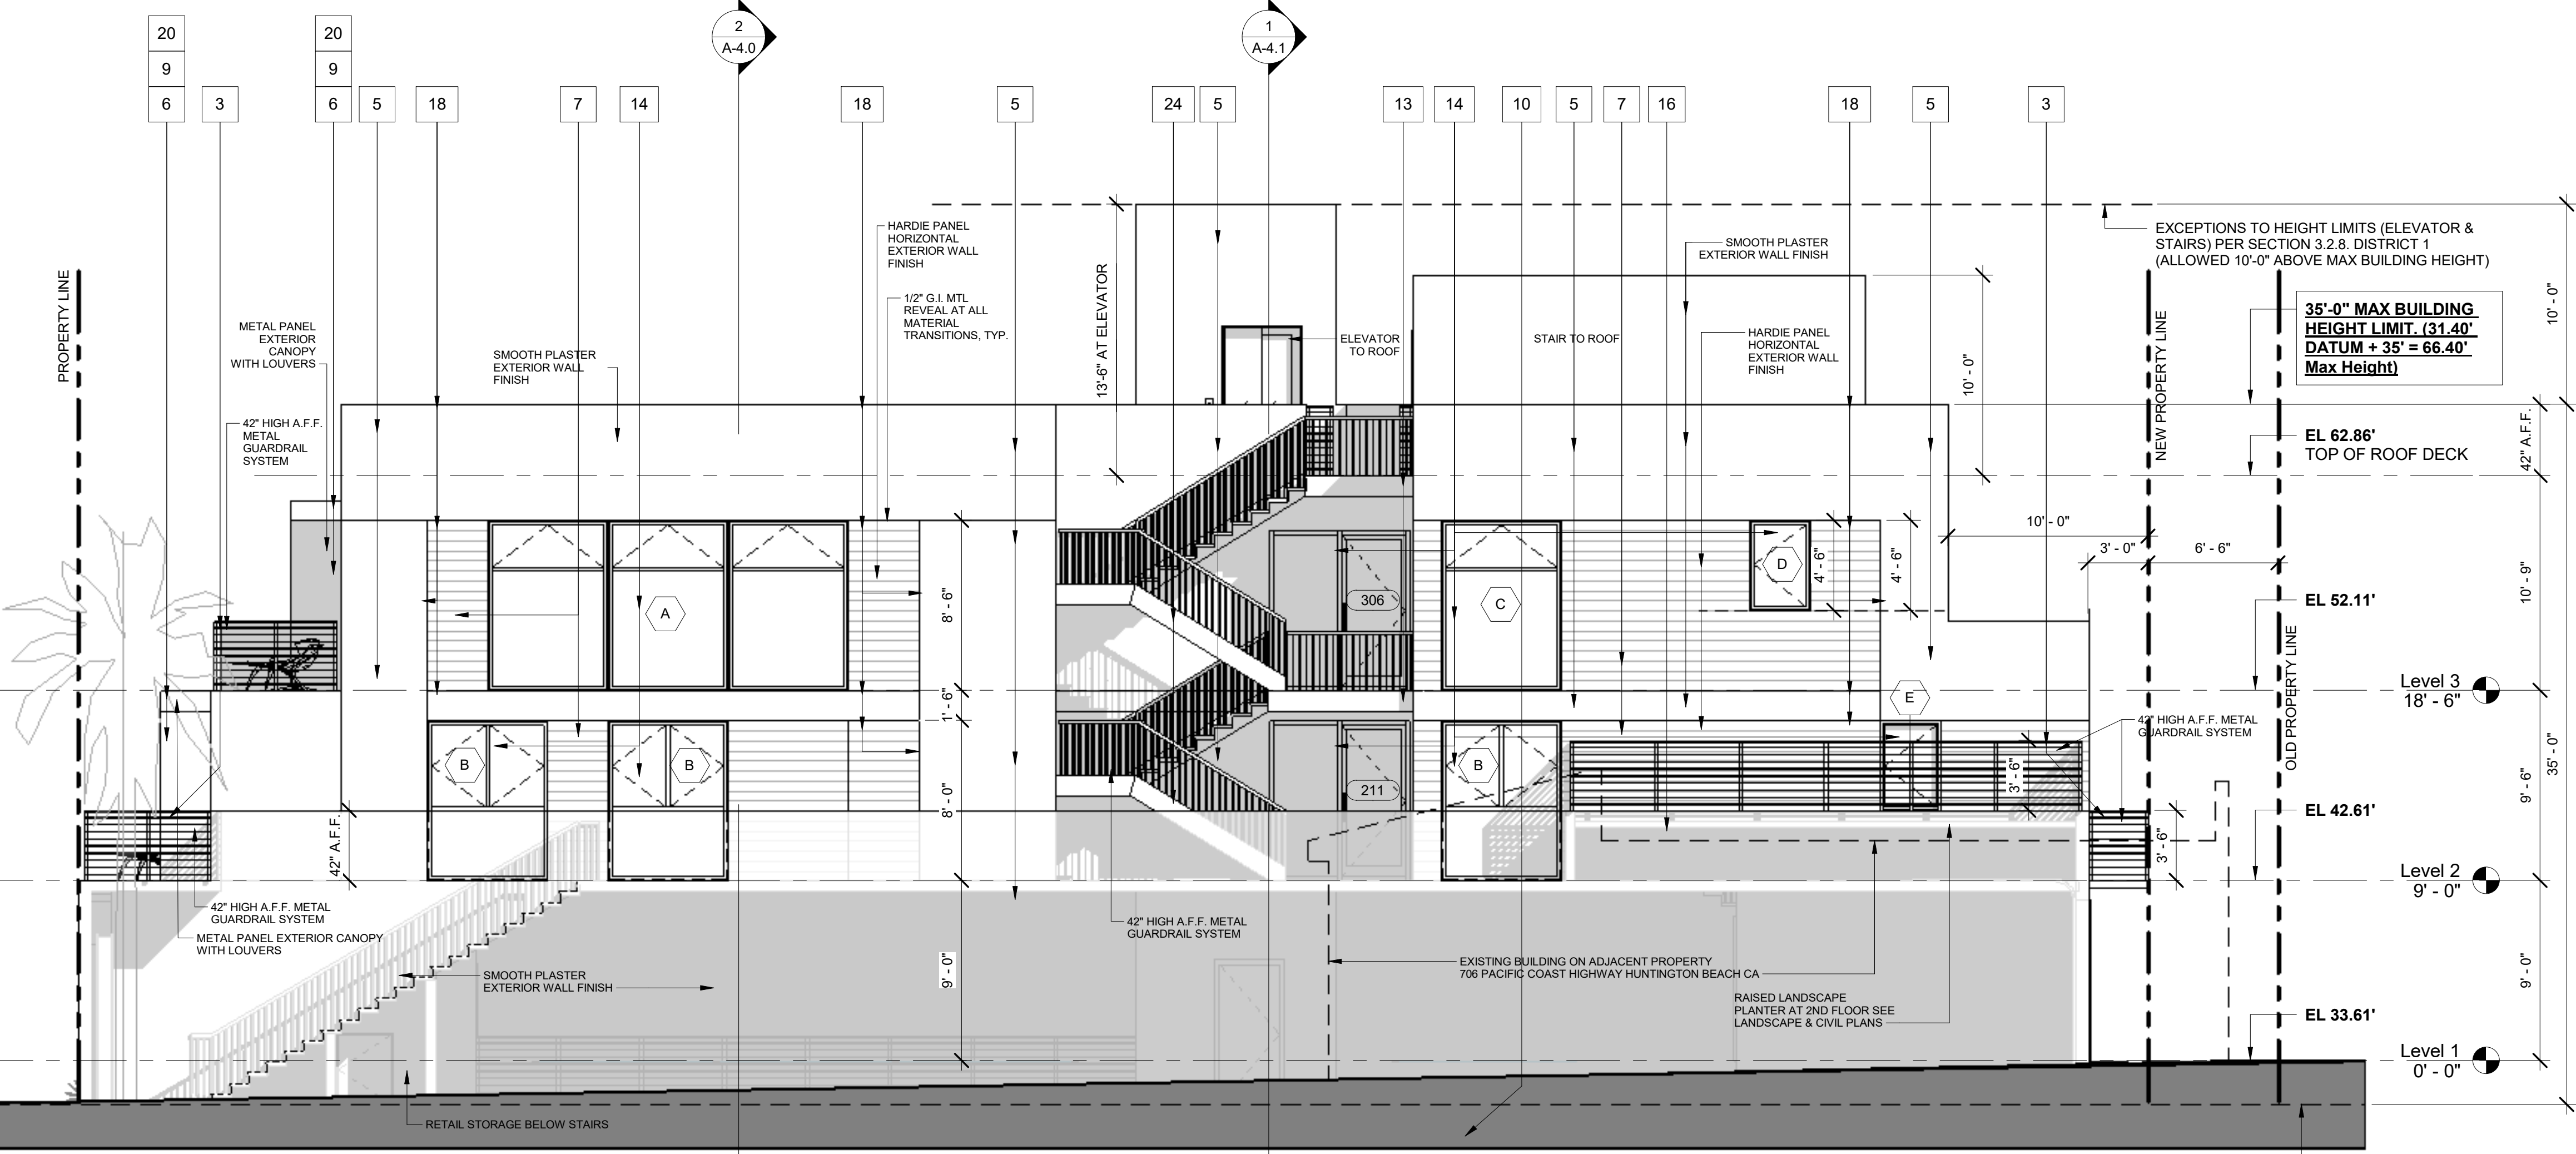 20
9
6
3
20
9
6
5
18
7
14
2
A-4.0
18
5
24
5
1
A-4.1
13
14
10
5
7
16
18
5
3
PROPERTY LINE
METAL PANEL
EXTERIOR
CANOPY
WITH LOUVERS
42" HIGH A.F.F.
METAL
GUARDRAIL
SYSTEM
SMOOTH PLASTER
EXTERIOR WALL
FINISH
HARDIE PANEL
HORIZONTAL
EXTERIOR WALL
FINISH
1/2" G.I. MTL
REVEAL AT ALL
MATERIAL
TRANSITIONS, TYP.
13'-6" AT ELEVATOR
ELEVATOR
TO ROOF
STAIR TO ROOF
SMOOTH PLASTER
EXTERIOR WALL FINISH
HARDIE PANEL
HORIZONTAL
EXTERIOR WALL
FINISH
10' - 0"
EXCEPTIONS TO HEIGHT LIMITS (ELEVATOR &
STAIRS) PER SECTION 3.2.8. DISTRICT 1
(ALLOWED 10'-0" ABOVE MAX BUILDING HEIGHT)
35'-0" MAX BUILDING
HEIGHT LIMIT. (31.40'
DATUM + 35' = 66.40'
Max Height)
NEW PROPERTY LINE
OLD PROPERTY LINE
EL 62.86'
TOP OF ROOF DECK
10' - 0"
42" A.F.F.
10' - 9"
9' - 6"
35' - 0"
9' - 0"
10' - 0"
3' - 0"
6' - 6"
EL 52.11'
Level 3
18' - 6"
42" HIGH A.F.F. METAL
GUARDRAIL SYSTEM
EL 42.61'
Level 2
9' - 0"
EL 33.61'
Level 1
0' - 0"
A
B
B
C
D
E
B
306
211
4' - 6"
4' - 6"
3' - 6"
3' - 6"
8' - 6"
1' - 6"
8' - 0"
9' - 0"
42" A.F.F.
42" HIGH A.F.F. METAL
GUARDRAIL SYSTEM
METAL PANEL EXTERIOR CANOPY
WITH LOUVERS
SMOOTH PLASTER
EXTERIOR WALL FINISH
42" HIGH A.F.F. METAL
GUARDRAIL SYSTEM
EXISTING BUILDING ON ADJACENT PROPERTY
706 PACIFIC COAST HIGHWAY HUNTINGTON BEACH CA
RAISED LANDSCAPE
PLANTER AT 2ND FLOOR SEE
LANDSCAPE & CIVIL PLANS
RETAIL STORAGE BELOW STAIRS